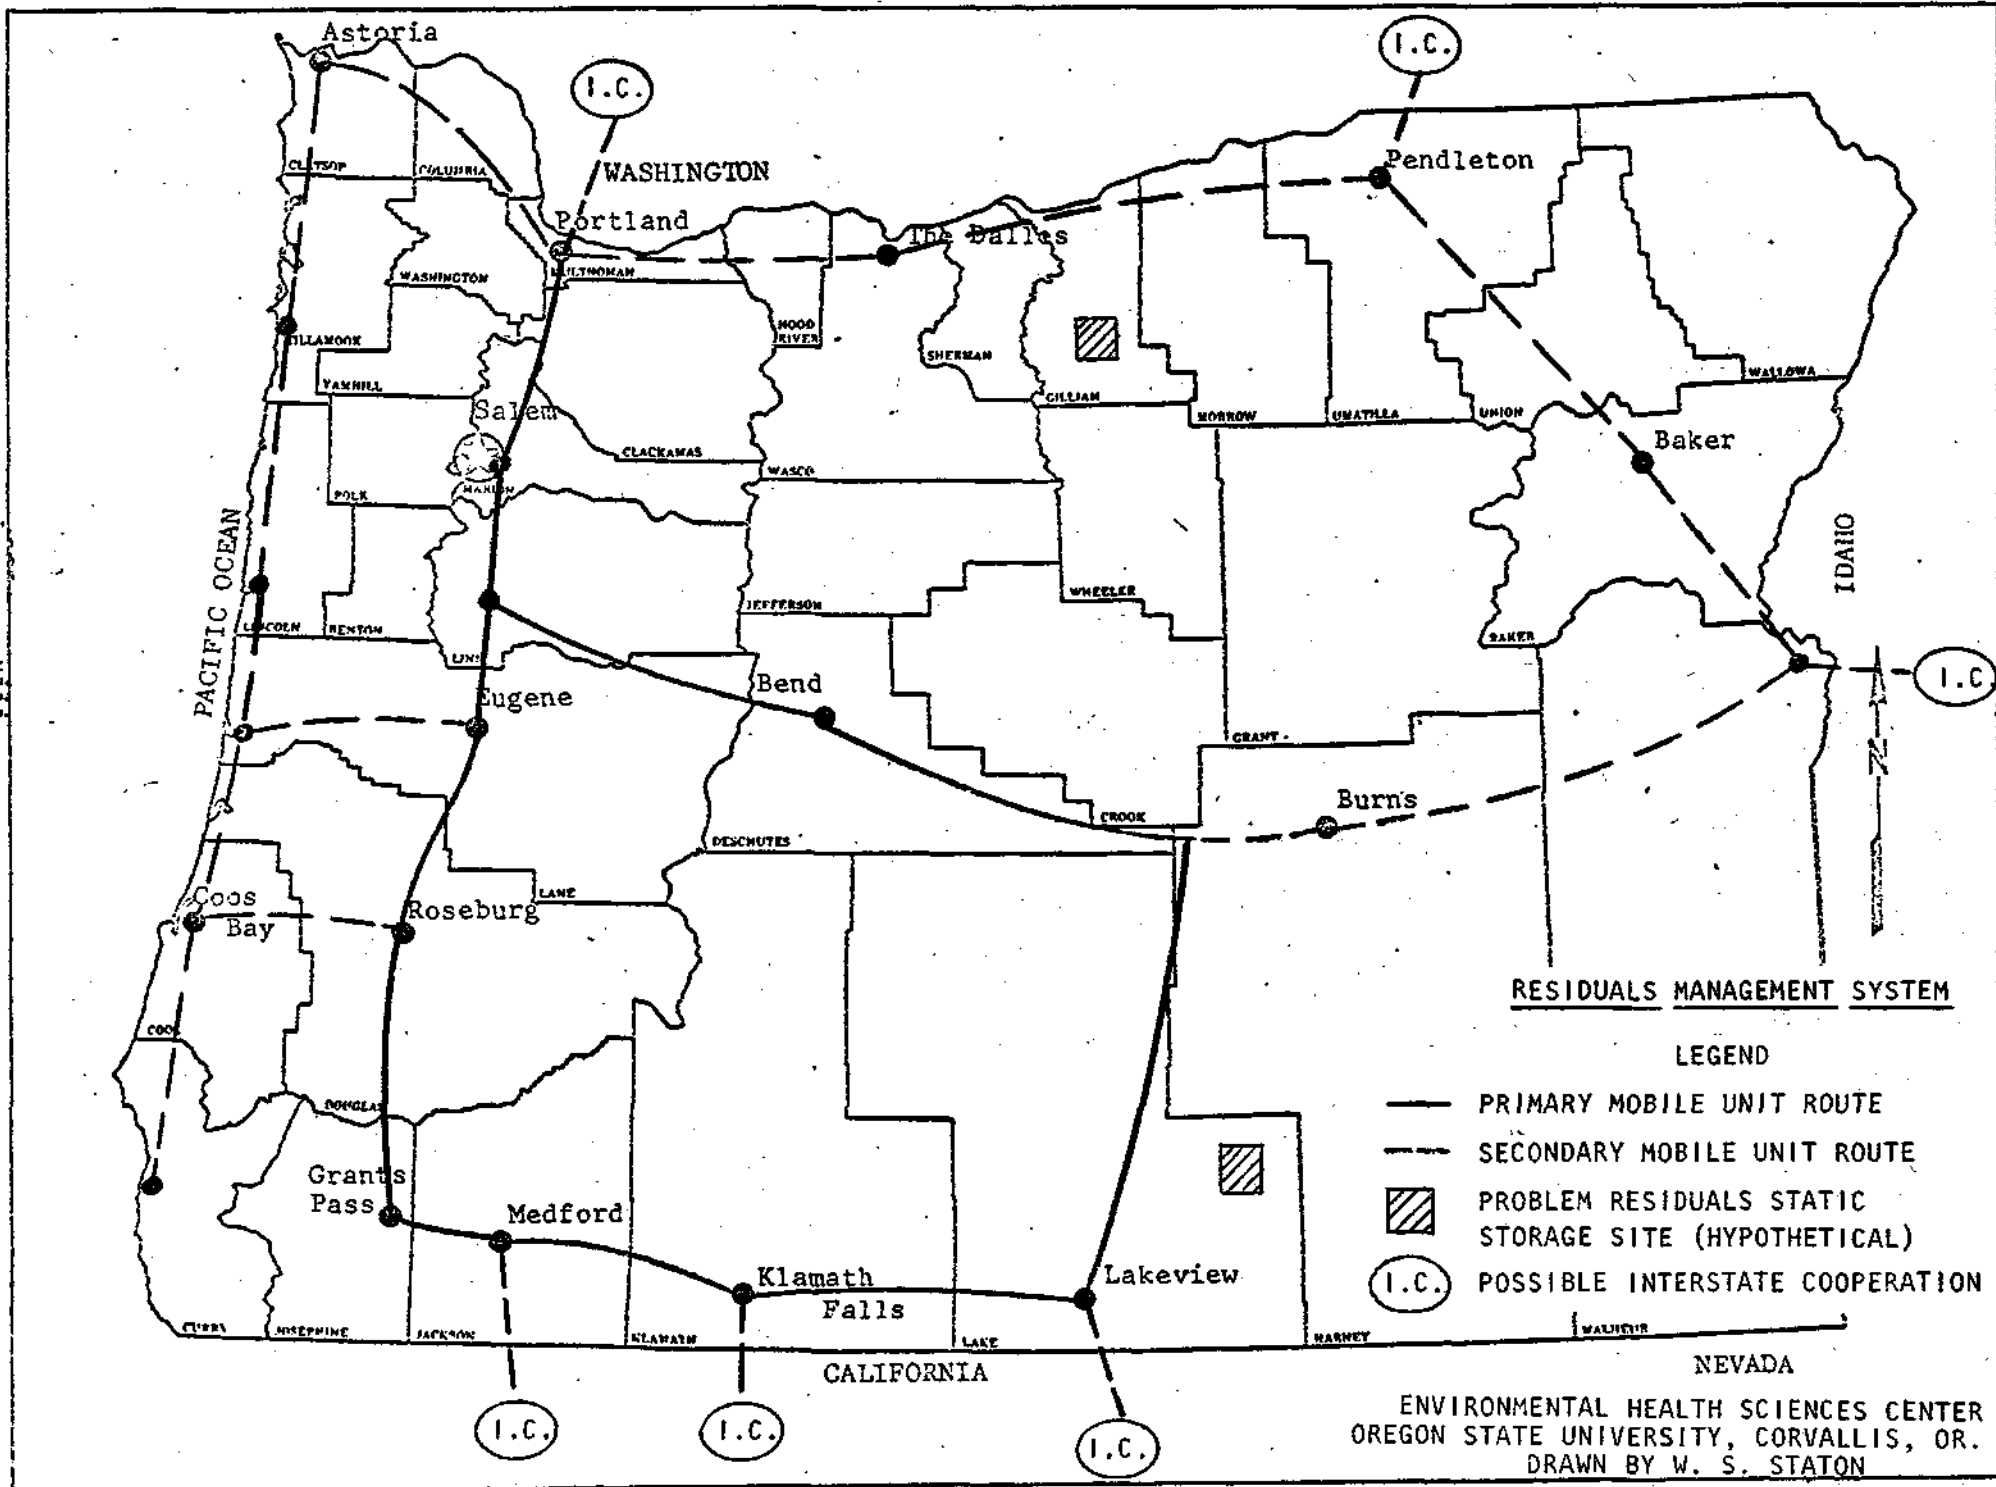 Astoria
I.C.
I.C.
WASHINGTON
Pendleton
CLATSOP
COLUMBIA
Portland
The Dalles
MULTNOMAH
WASHINGTON
HOOD
RIVER
TILLAMOOK
SHERMAN
YAMHILL
WALLOWA
GILLIAM
MORROW
UMATILLA
UNION
Salem
Baker
CLACKAMAS
WASCO
MARION
POLK
PACIFIC OCEAN
IDAHO
JEFFERSON
WHEELER
LINCOLN
BENTON
BAKER
LINN
I.C.
Eugene
Bend
GRANT
Burns
CROOK
DESCHUTES
LANE
Coos
Bay
Roseburg
N
RESIDUALS MANAGEMENT SYSTEM
LEGEND
PRIMARY MOBILE UNIT ROUTE
SECONDARY MOBILE UNIT ROUTE
PROBLEM RESIDUALS STATIC
STORAGE SITE (HYPOTHETICAL)
I.C. POSSIBLE INTERSTATE COOPERATION
COOS
DOUGLAS
Grants
Pass
Medford
Klamath
Falls
Lakeview
CURRY
JOSEPHINE
JACKSON
KLAMATH
LAKE
HARNEY
MALHEUR
CALIFORNIA
NEVADA
I.C.
I.C.
I.C.
ENVIRONMENTAL HEALTH SCIENCES CENTER
OREGON STATE UNIVERSITY, CORVALLIS, OR.
DRAWN BY W. S. STATON